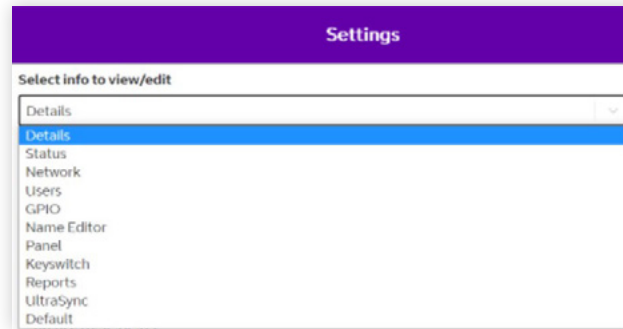 Settings
Select info to view/edit
Details
Details
Status
Network
Users
GPIO
Name Editor
Panel
Keyswitch
Reports
UltraSync
Default